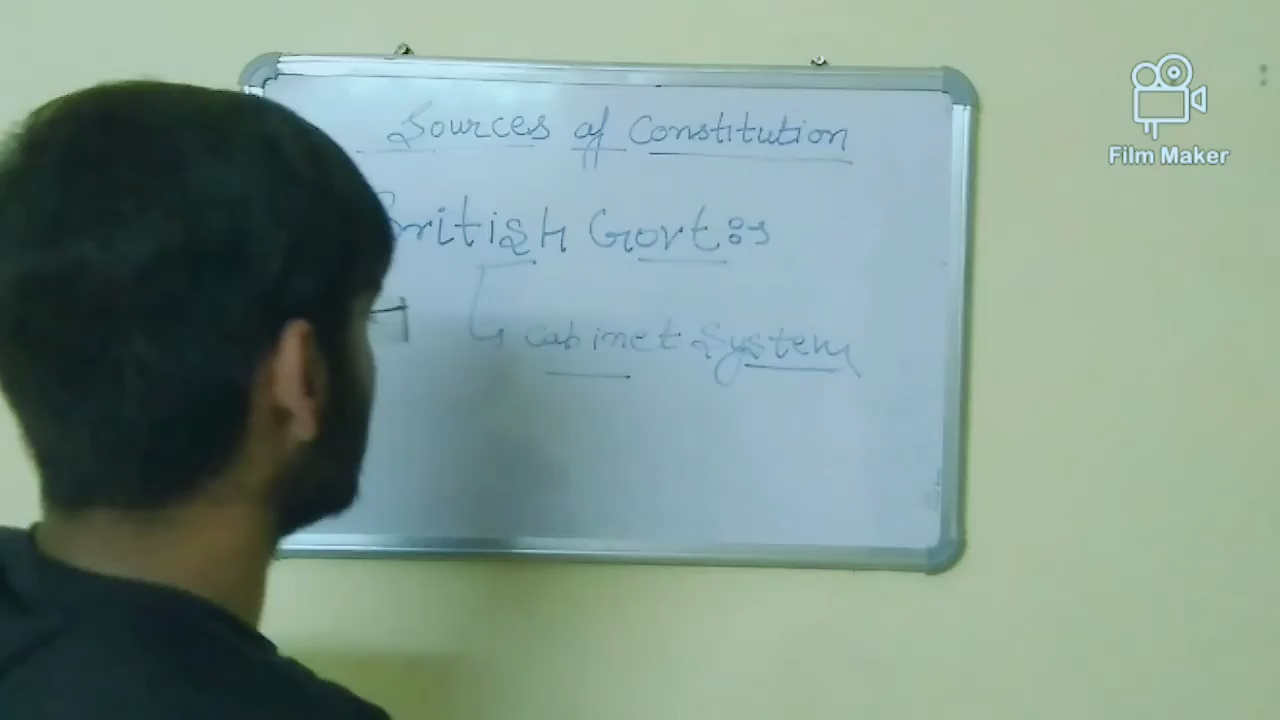 Sources of Constitution
British Govt :-
Cabinet System
Film Maker